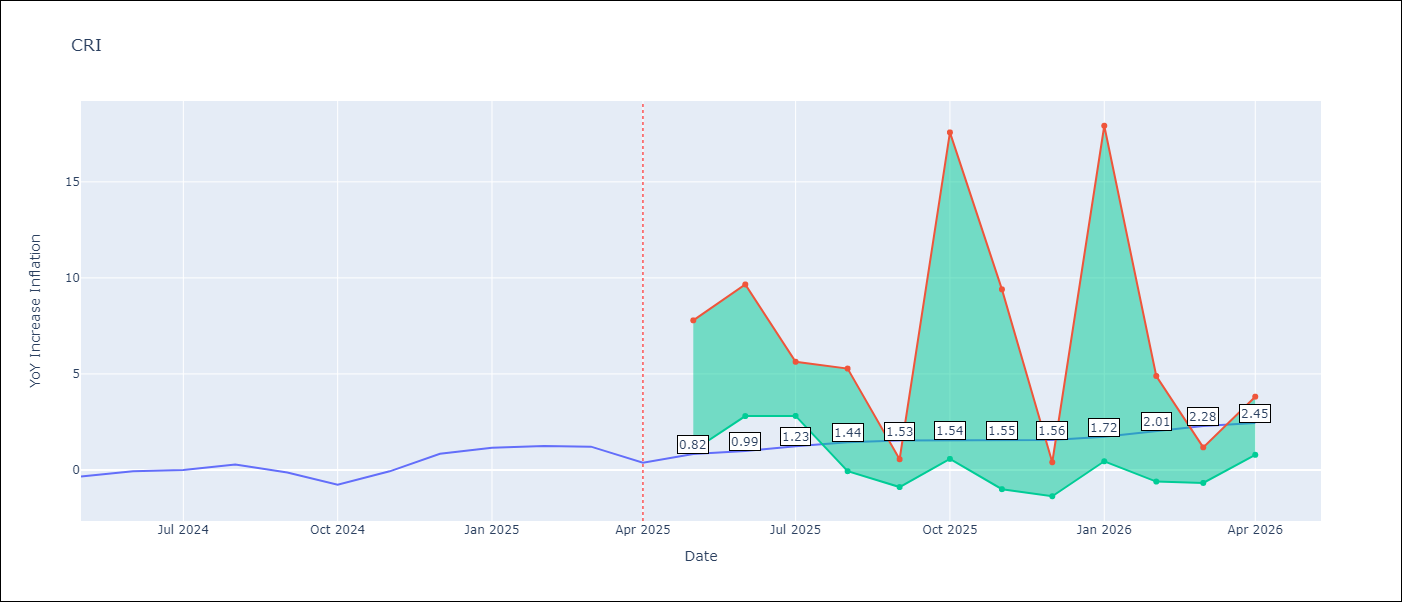 CRI
YoY Increase Inflation
15
10
5
0
0.82
0.99
1.23
1.44
1.53
1.54
1.55
1.56
1.72
2.01
2.28
2.45
Jul 2024
Oct 2024
Jan 2025
Apr 2025
Jul 2025
Oct 2025
Jan 2026
Apr 2026
Date